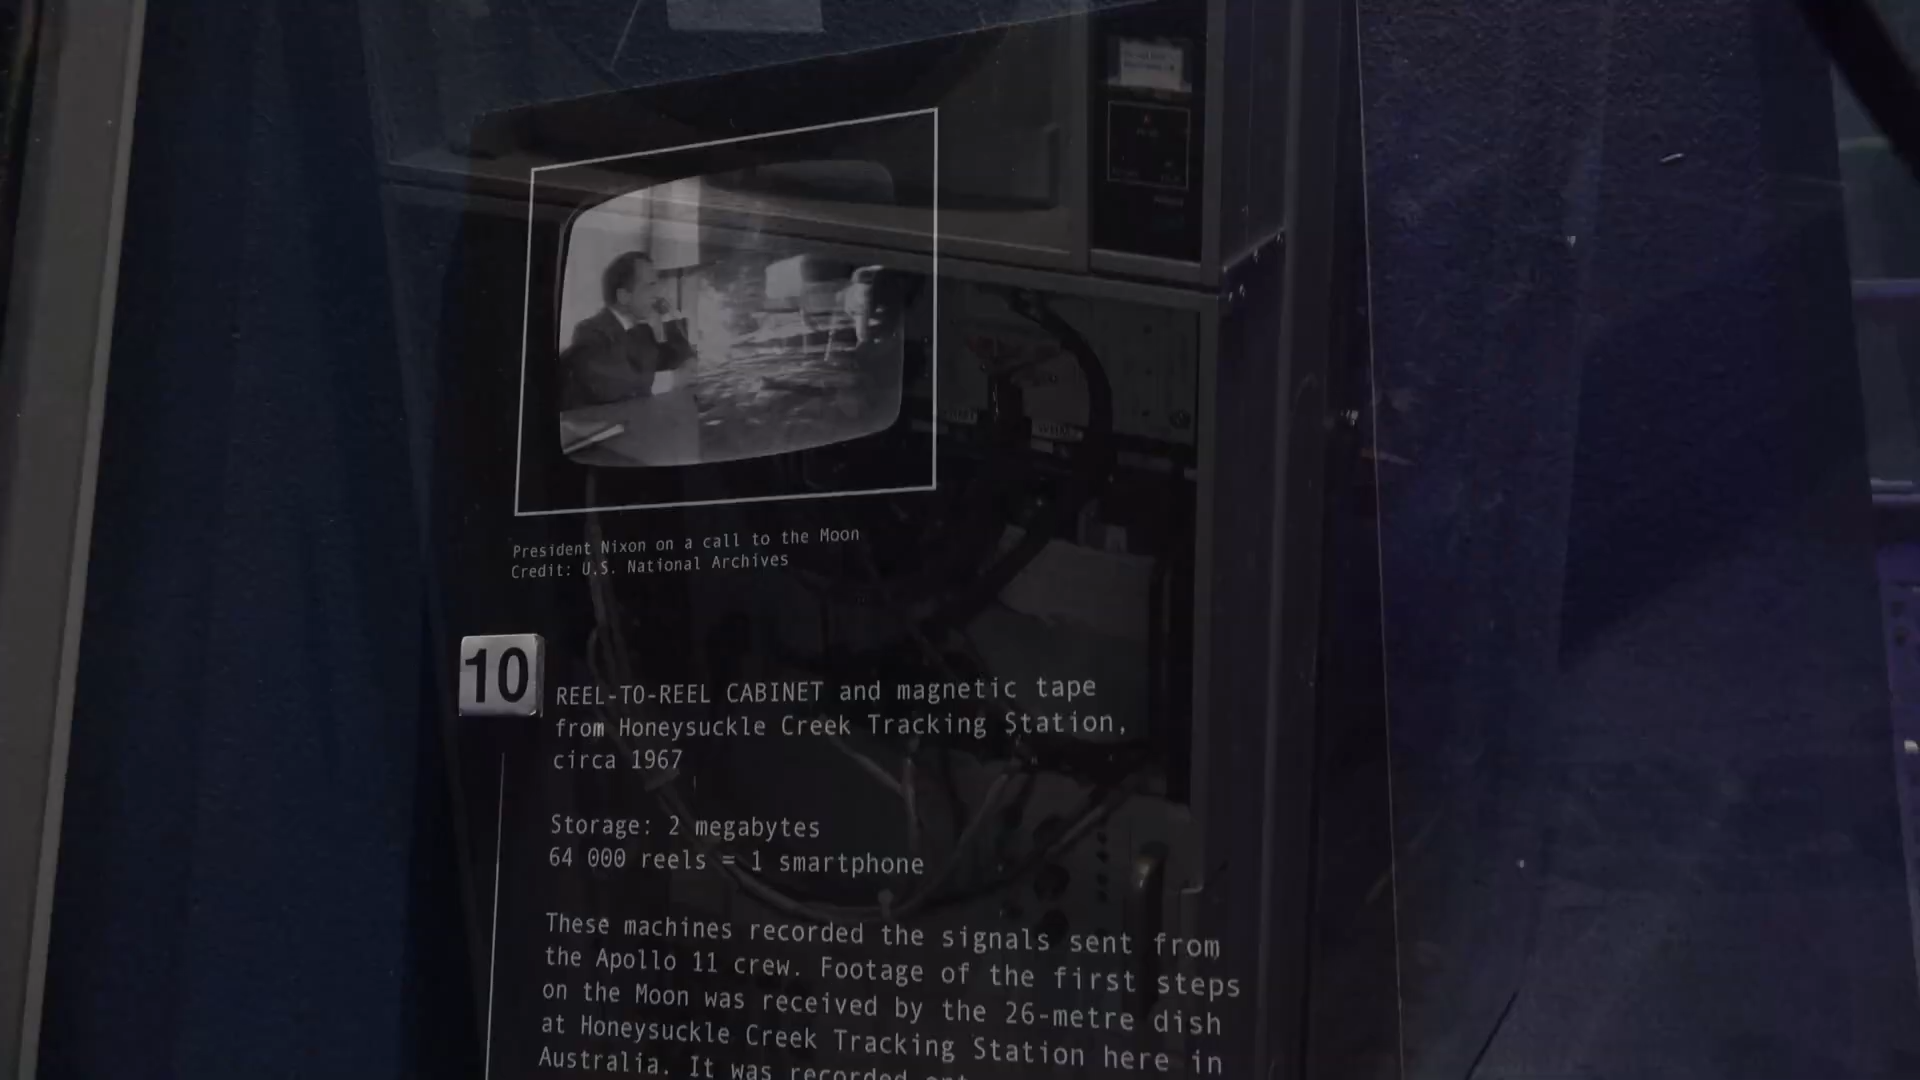 President Nixon on a call to the Moon
Credit: U.S. National Archives
10
REEL-TO-REEL CABINET and magnetic tape
from Honeysuckle Creek Tracking Station,
circa 1967
Storage: 2 megabytes
64 000 reels = 1 smartphone
These machines recorded the signals sent from
the Apollo 11 crew. Footage of the first steps
on the Moon was received by the 26-metre dish
at Honeysuckle Creek Tracking Station here in
Australia. It was recorded